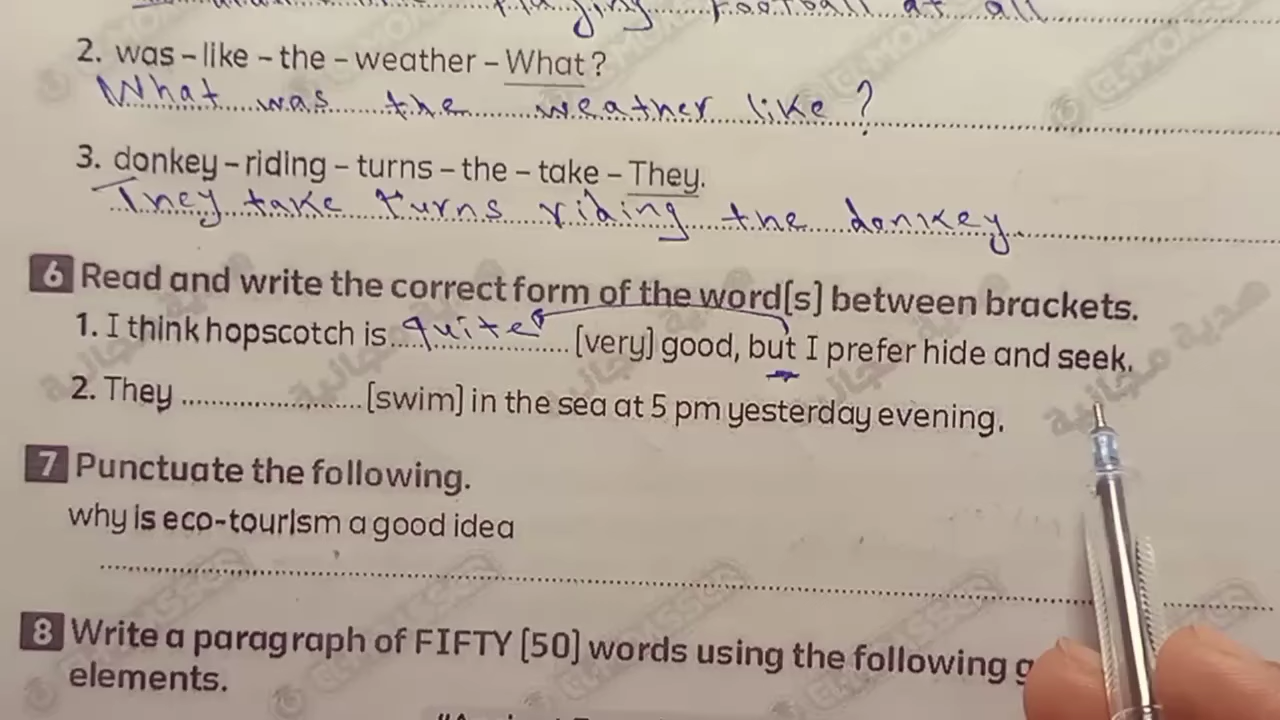 playing football at all
2. was – like – the – weather – What ?
What was the weather like ?
3. donkey – riding – turns – the – take – They.
They take turns riding the donkey.
6 Read and write the correct form of the word[s] between brackets.
1. I think hopscotch is quite [very] good, but I prefer hide and seek.
2. They [swim] in the sea at 5 pm yesterday evening.
7 Punctuate the following.
why is eco-tourism a good idea
8 Write a paragraph of FIFTY [50] words using the following
elements.